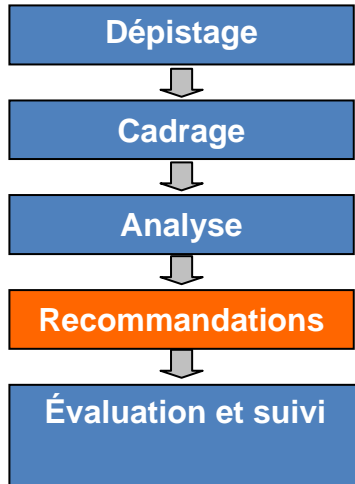 Dépistage
Cadrage
Analyse
Recommandations
Évaluation et suivi